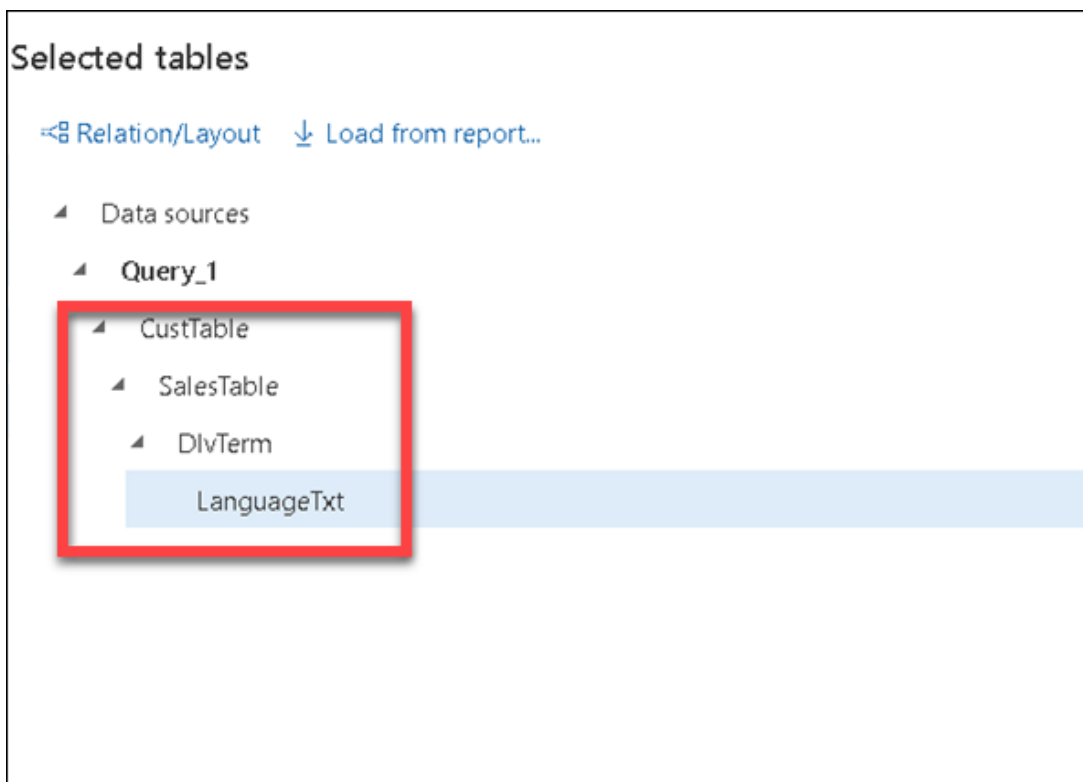 Selected tables
Relation/Layout Load from report...
Data sources
Query_1
CustTable
SalesTable
DlvTerm
LanguageTxt